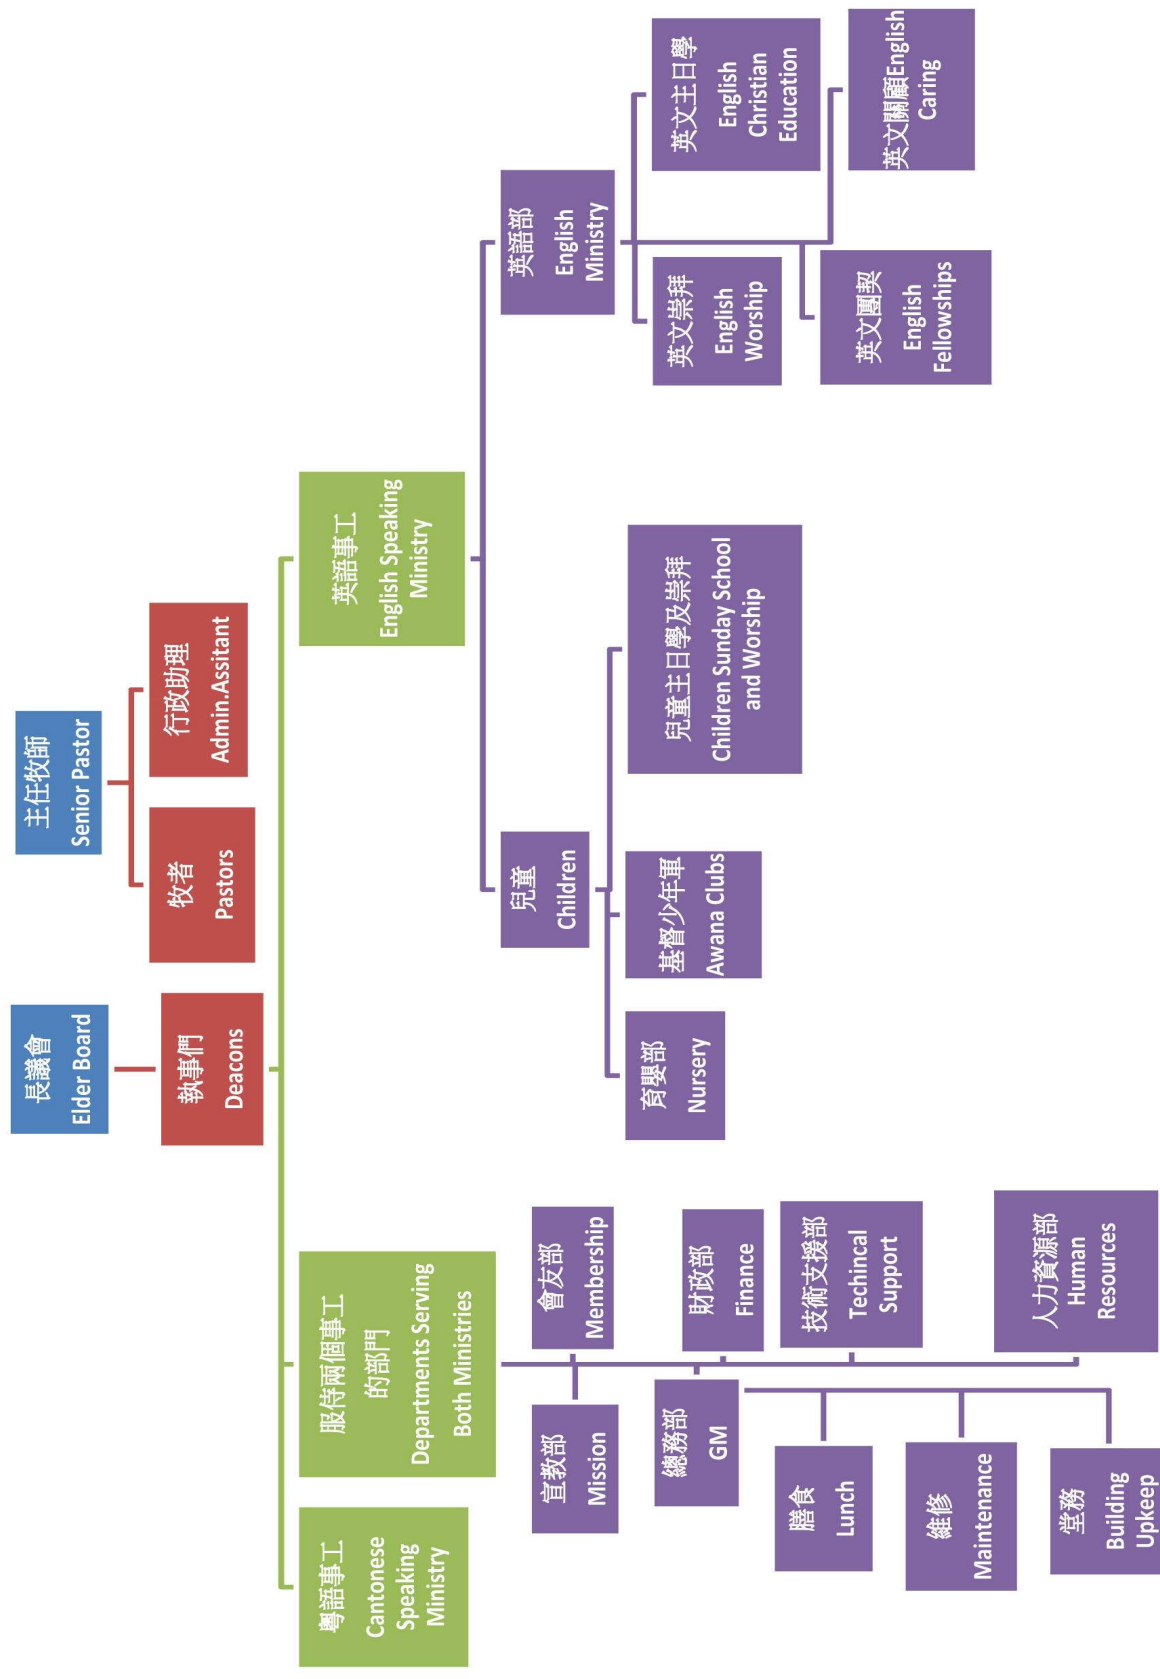 長議會
Elder Board
主任牧師
Senior Pastor
執事們
Deacons
牧者
Pastors
行政助理
Admin.Assitant
粵語事工
Cantonese
Speaking
Ministry
服侍兩個事工
的部門
Departments Serving
Both Ministries
英語事工
English Speaking
Ministry
宣教部
Mission
會友部
Membership
總務部
GM
財政部
Finance
技術支援部
Techincal
Support
人力資源部
Human
Resources
膳食
Lunch
維修
Maintenance
堂務
Building
Upkeep
兒童
Children
育嬰部
Nursery
基督少年軍
Awana Clubs
兒童主日學及崇拜
Children Sunday School
and Worship
英語部
English
Ministry
英文崇拜
English
Worship
英文主日學
English
Christian
Education
英文團契
English
Fellowships
英文關顧English
Caring